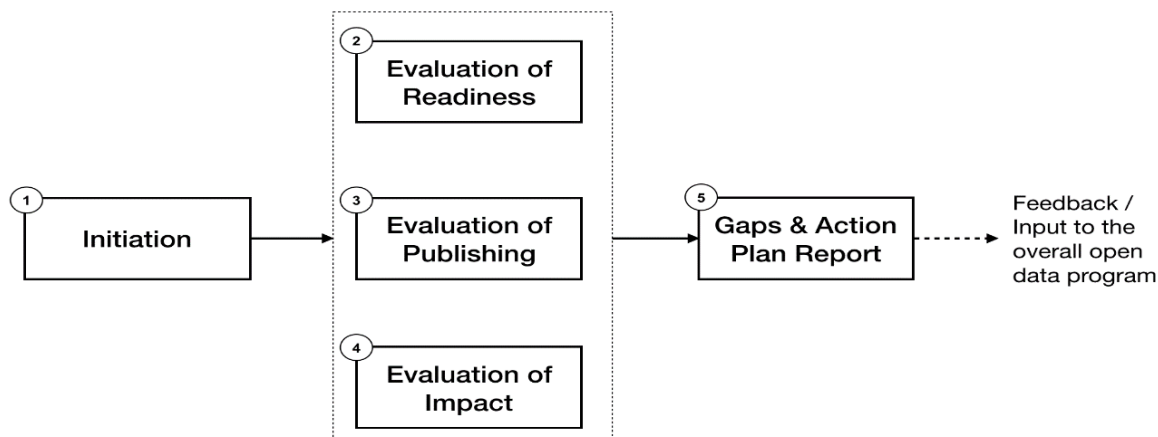 1
Initiation
2
Evaluation of
Readiness
3
Evaluation of
Publishing
4
Evaluation of
Impact
5
Gaps & Action
Plan Report
Feedback /
Input to the
overall open
data program